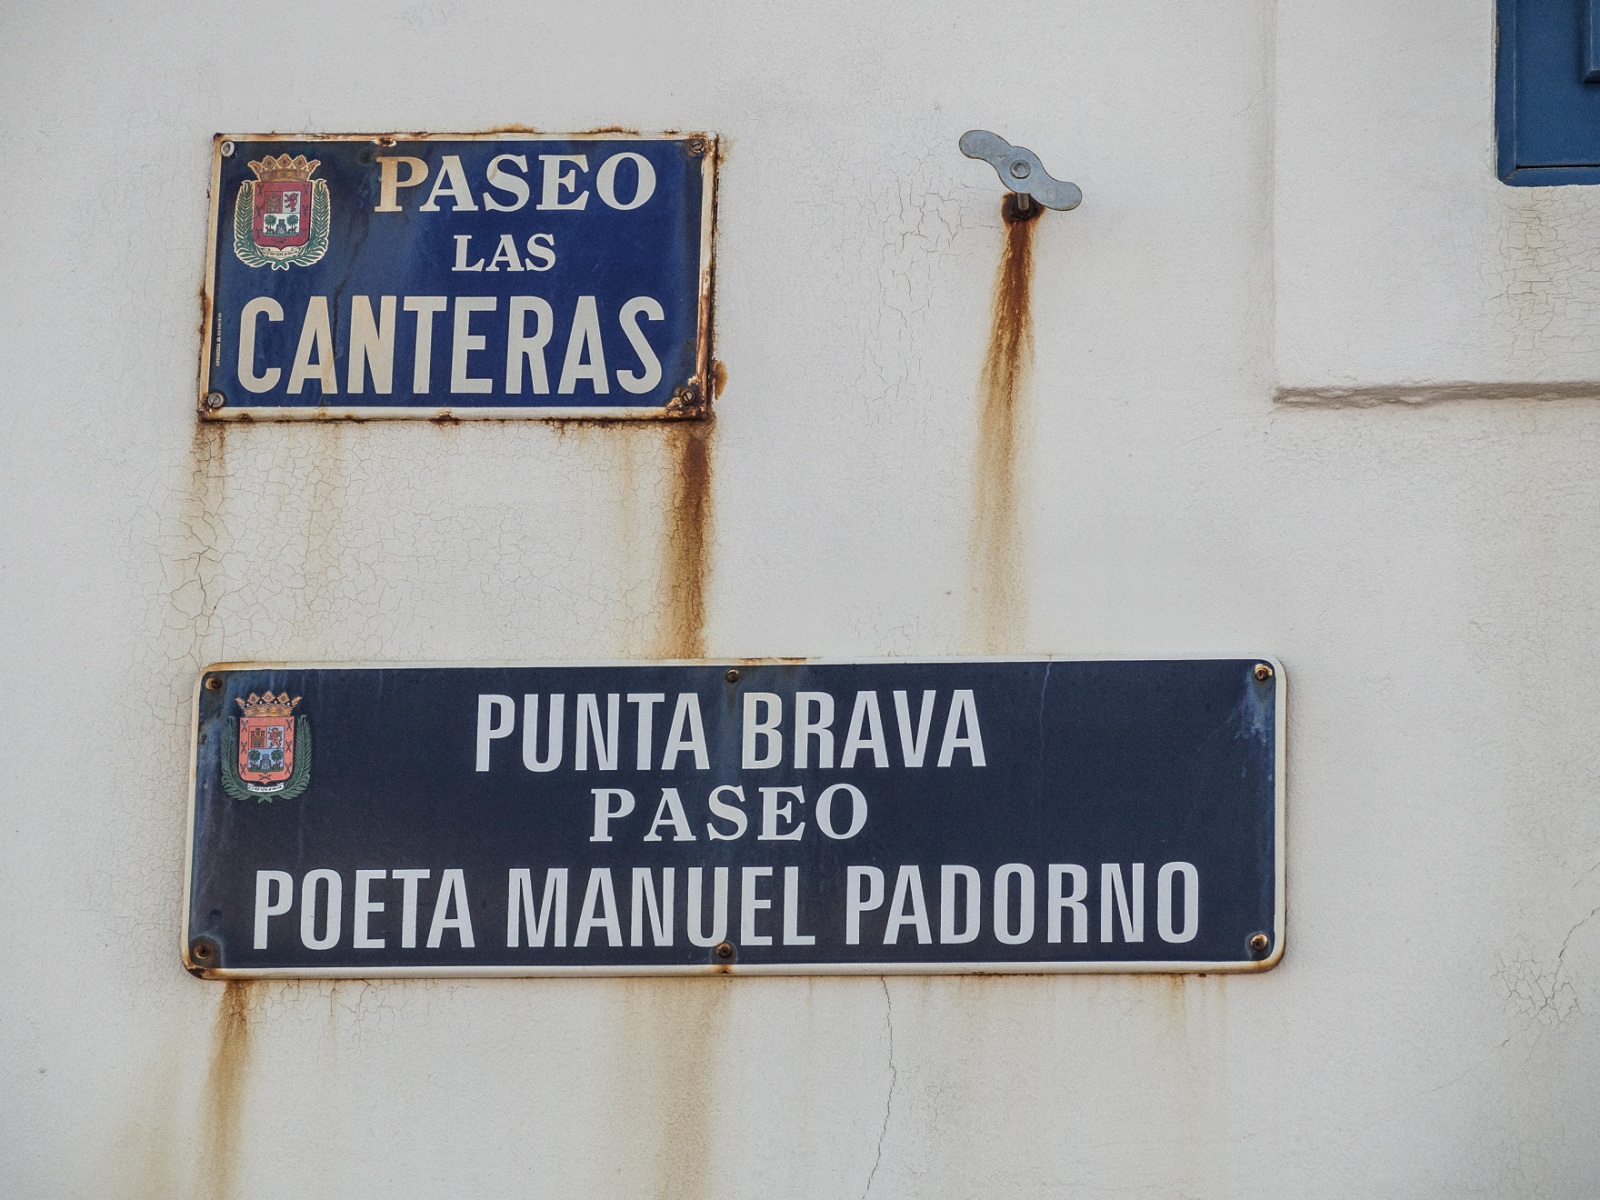 PASEO
LAS
CANTERAS
PUNTA BRAVA
PASEO
POETA MANUEL PADORNO